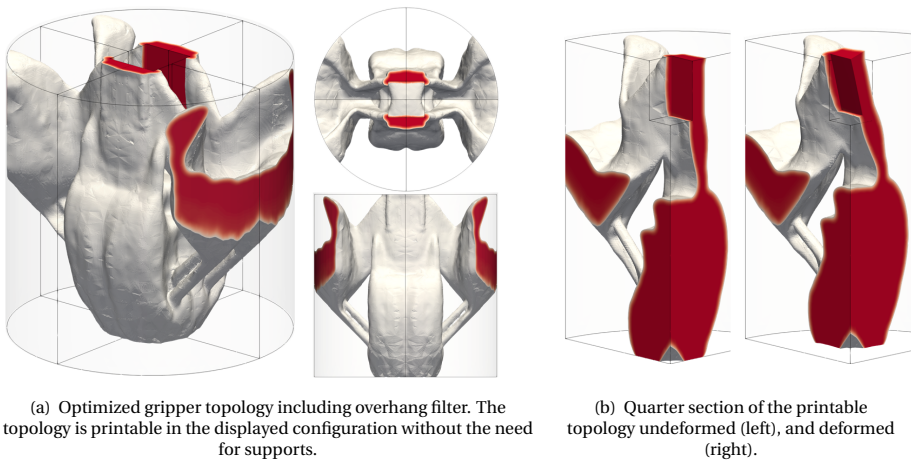 (a) Optimized gripper topology including overhang filter. The
topology is printable in the displayed configuration without the need
for supports.
(b) Quarter section of the printable
topology undeformed (left), and deformed
(right).